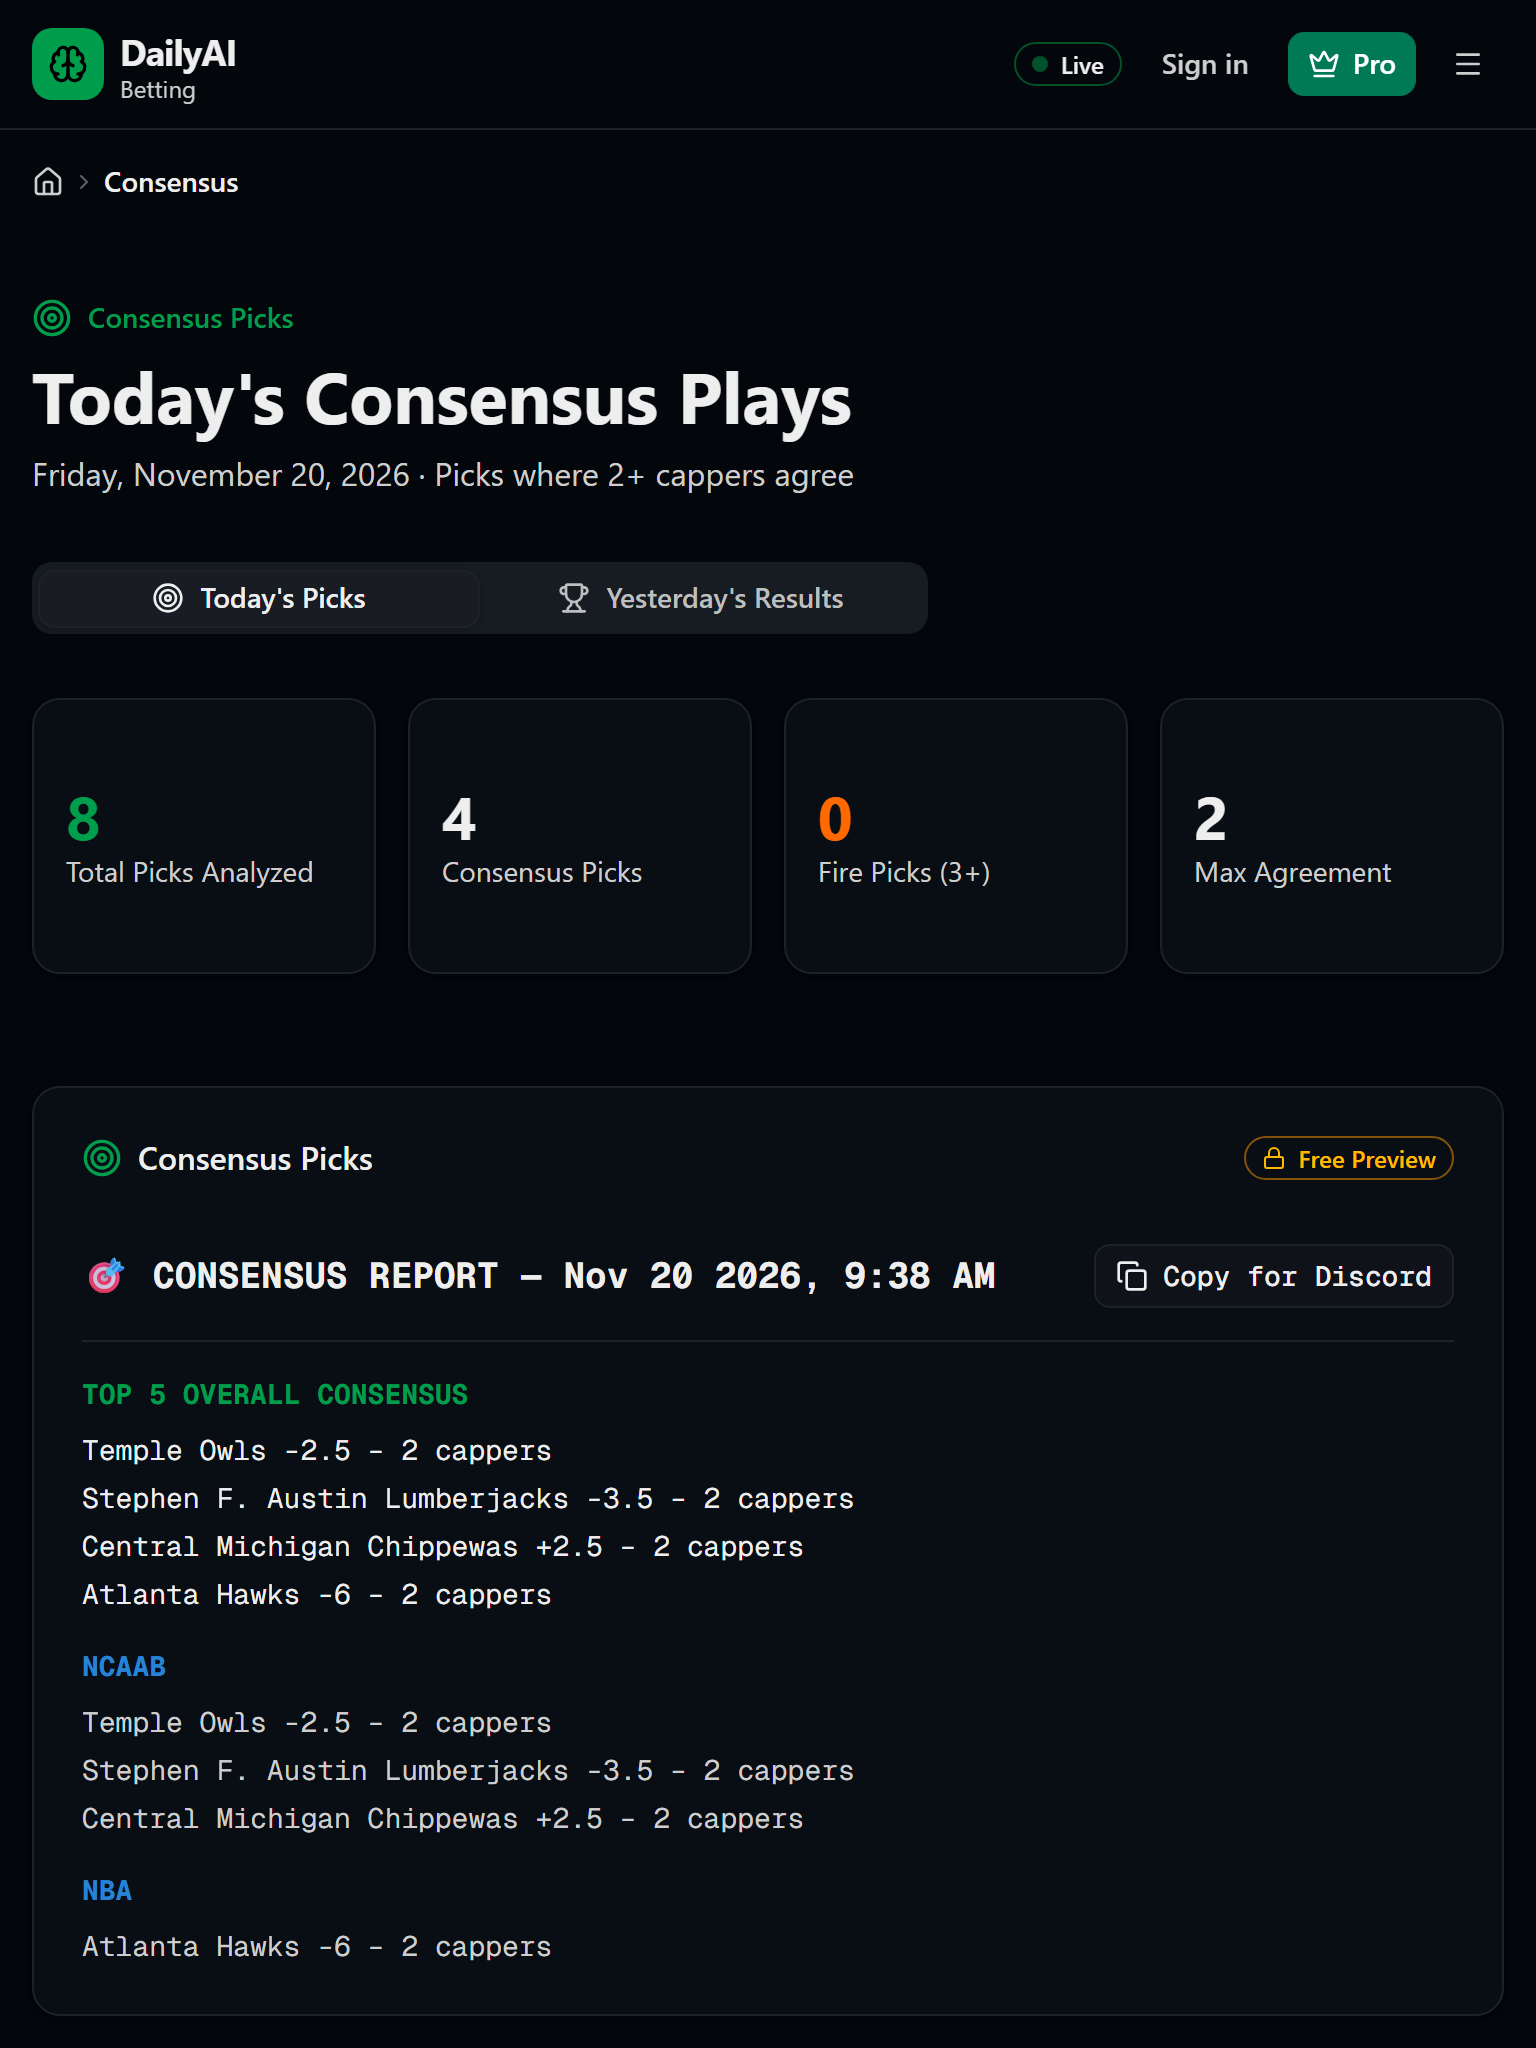 DailyAI
Betting
Live
Sign in
Pro
Consensus
Consensus Picks
Today's Consensus Plays
Friday, November 20, 2026 · Picks where 2+ cappers agree
Today's Picks
Yesterday's Results
8
Total Picks Analyzed
4
Consensus Picks
0
Fire Picks (3+)
2
Max Agreement
Consensus Picks
Free Preview
CONSENSUS REPORT — Nov 20 2026, 9:38 AM
Copy for Discord
TOP 5 OVERALL CONSENSUS
Temple Owls -2.5 – 2 cappers
Stephen F. Austin Lumberjacks -3.5 – 2 cappers
Central Michigan Chippewas +2.5 – 2 cappers
Atlanta Hawks -6 – 2 cappers
NCAAB
Temple Owls -2.5 – 2 cappers
Stephen F. Austin Lumberjacks -3.5 – 2 cappers
Central Michigan Chippewas +2.5 – 2 cappers
NBA
Atlanta Hawks -6 – 2 cappers